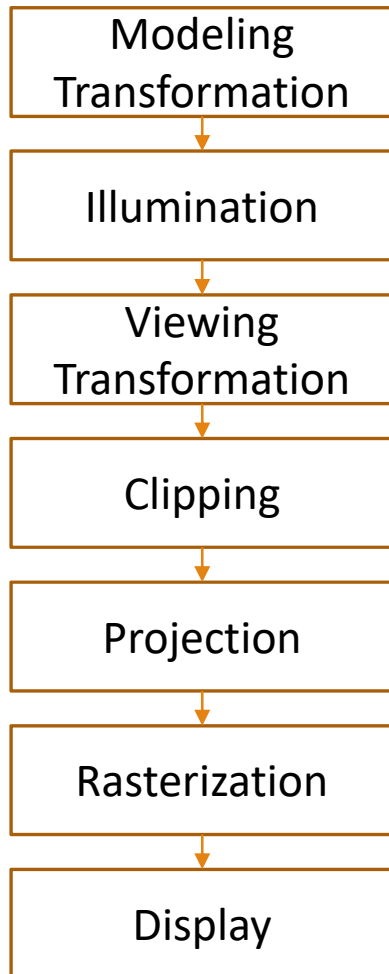 Modeling
Transformation
Illumination
Viewing
Transformation
Clipping
Projection
Rasterization
Display